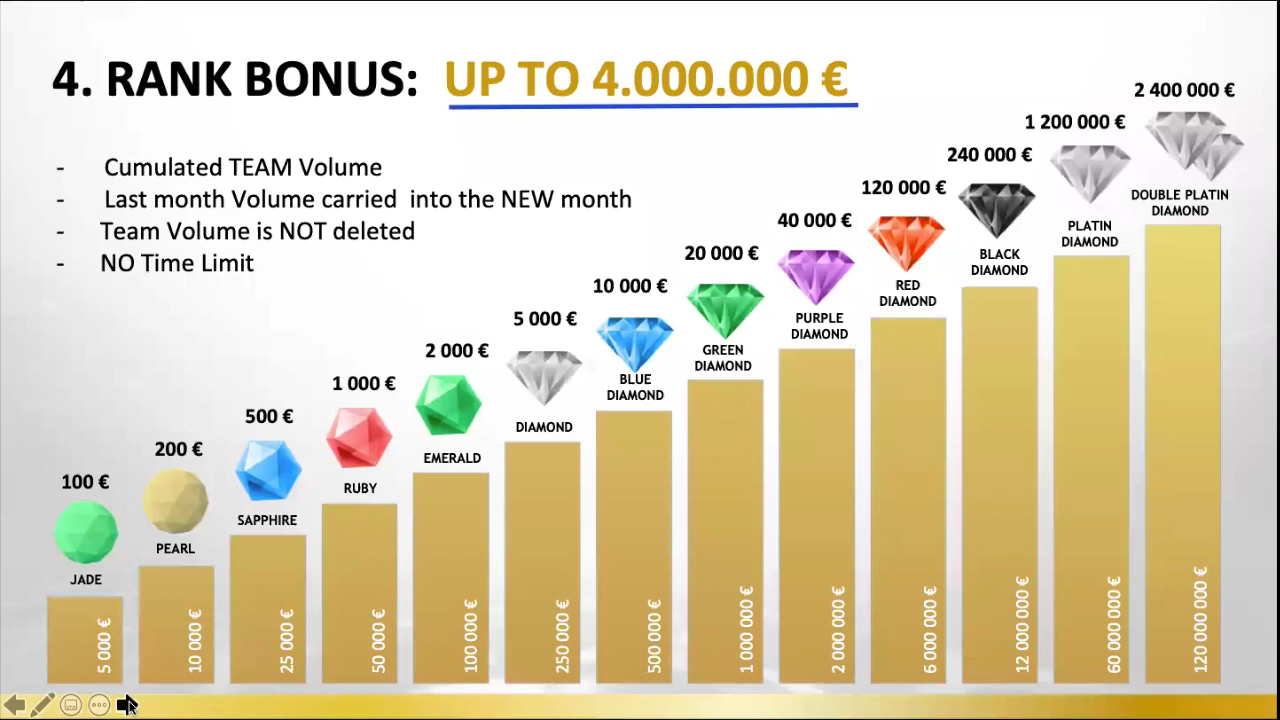 4. RANK BONUS: UP TO 4.000.000 €
- Cumulated TEAM Volume
- Last month Volume carried into the NEW month
- Team Volume is NOT deleted
- NO Time Limit
100 €
JADE
5 000 €
200 €
PEARL
10 000 €
500 €
SAPPHIRE
25 000 €
1 000 €
RUBY
50 000 €
2 000 €
EMERALD
100 000 €
5 000 €
DIAMOND
250 000 €
10 000 €
BLUE
DIAMOND
500 000 €
20 000 €
GREEN
DIAMOND
1 000 000 €
40 000 €
PURPLE
DIAMOND
2 000 000 €
120 000 €
RED
DIAMOND
6 000 000 €
240 000 €
BLACK
DIAMOND
12 000 000 €
1 200 000 €
PLATIN
DIAMOND
60 000 000 €
2 400 000 €
DOUBLE PLATIN
DIAMOND
120 000 000 €